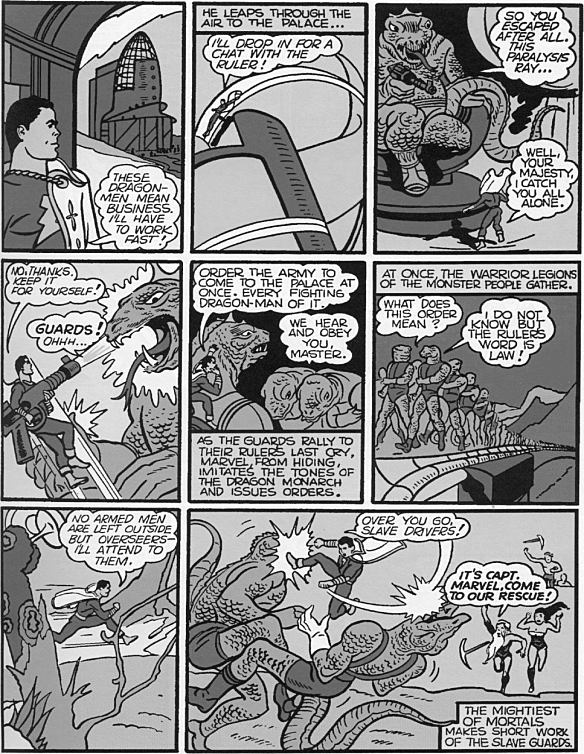 THESE
DRAGON-
MEN MEAN
BUSINESS.
I'LL HAVE
TO WORK
FAST!
HE LEAPS THROUGH THE
AIR TO THE PALACE...
I'LL DROP IN FOR A
CHAT WITH THE
RULER!
SO YOU
ESCAPED
AFTER ALL.
THIS
PARALYSIS
RAY...
WELL,
YOUR
MAJESTY,
I CATCH
YOU ALL
ALONE.
NO, THANKS.
KEEP IT
FOR YOURSELF!
GUARDS!
OHHH...
ORDER THE ARMY TO
COME TO THE PALACE AT
ONCE. EVERY FIGHTING
DRAGON-MAN OF IT.
WE HEAR
AND OBEY
YOU,
MASTER.
AS THE GUARDS RALLY TO
THEIR RULER'S LAST CRY,
MARVEL, FROM HIDING,
IMITATES THE TONES OF
THE DRAGON MONARCH
AND ISSUES ORDERS.
AT ONCE, THE WARRIOR LEGIONS
OF THE MONSTER PEOPLE GATHER.
WHAT DOES
THIS ORDER
MEAN ?
I DO NOT
KNOW, BUT
THE RULER'S
WORD IS
LAW!
NO ARMED MEN
ARE LEFT OUTSIDE,
BUT OVERSEERS-
I'LL ATTEND TO
THEM.
OVER YOU GO,
SLAVE DRIVERS!
IT'S CAPT.
MARVEL, COME
TO OUR RESCUE!
THE MIGHTIEST
OF MORTALS
MAKES SHORT WORK
OF THE SLAVE GUARDS.